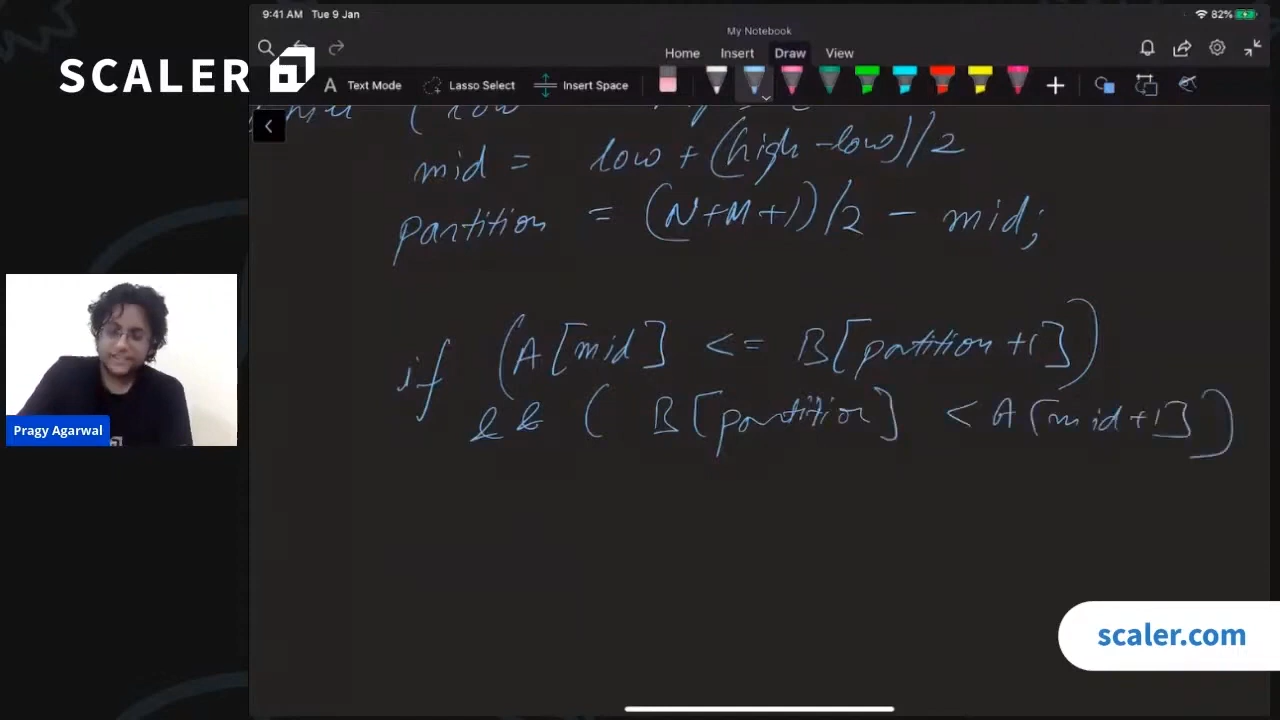 9:41 AM Tue 9 Jan
82%
My Notebook
SCALER
Home Insert Draw View
Text Mode Lasso Select Insert Space
mid = low + (high - low)/2
partition = (N+M+1)/2 - mid;
if (A[mid] <= B[partition+1])
&& ( B[partition] < A[mid+1])
Pragy Agarwal
scaler.com